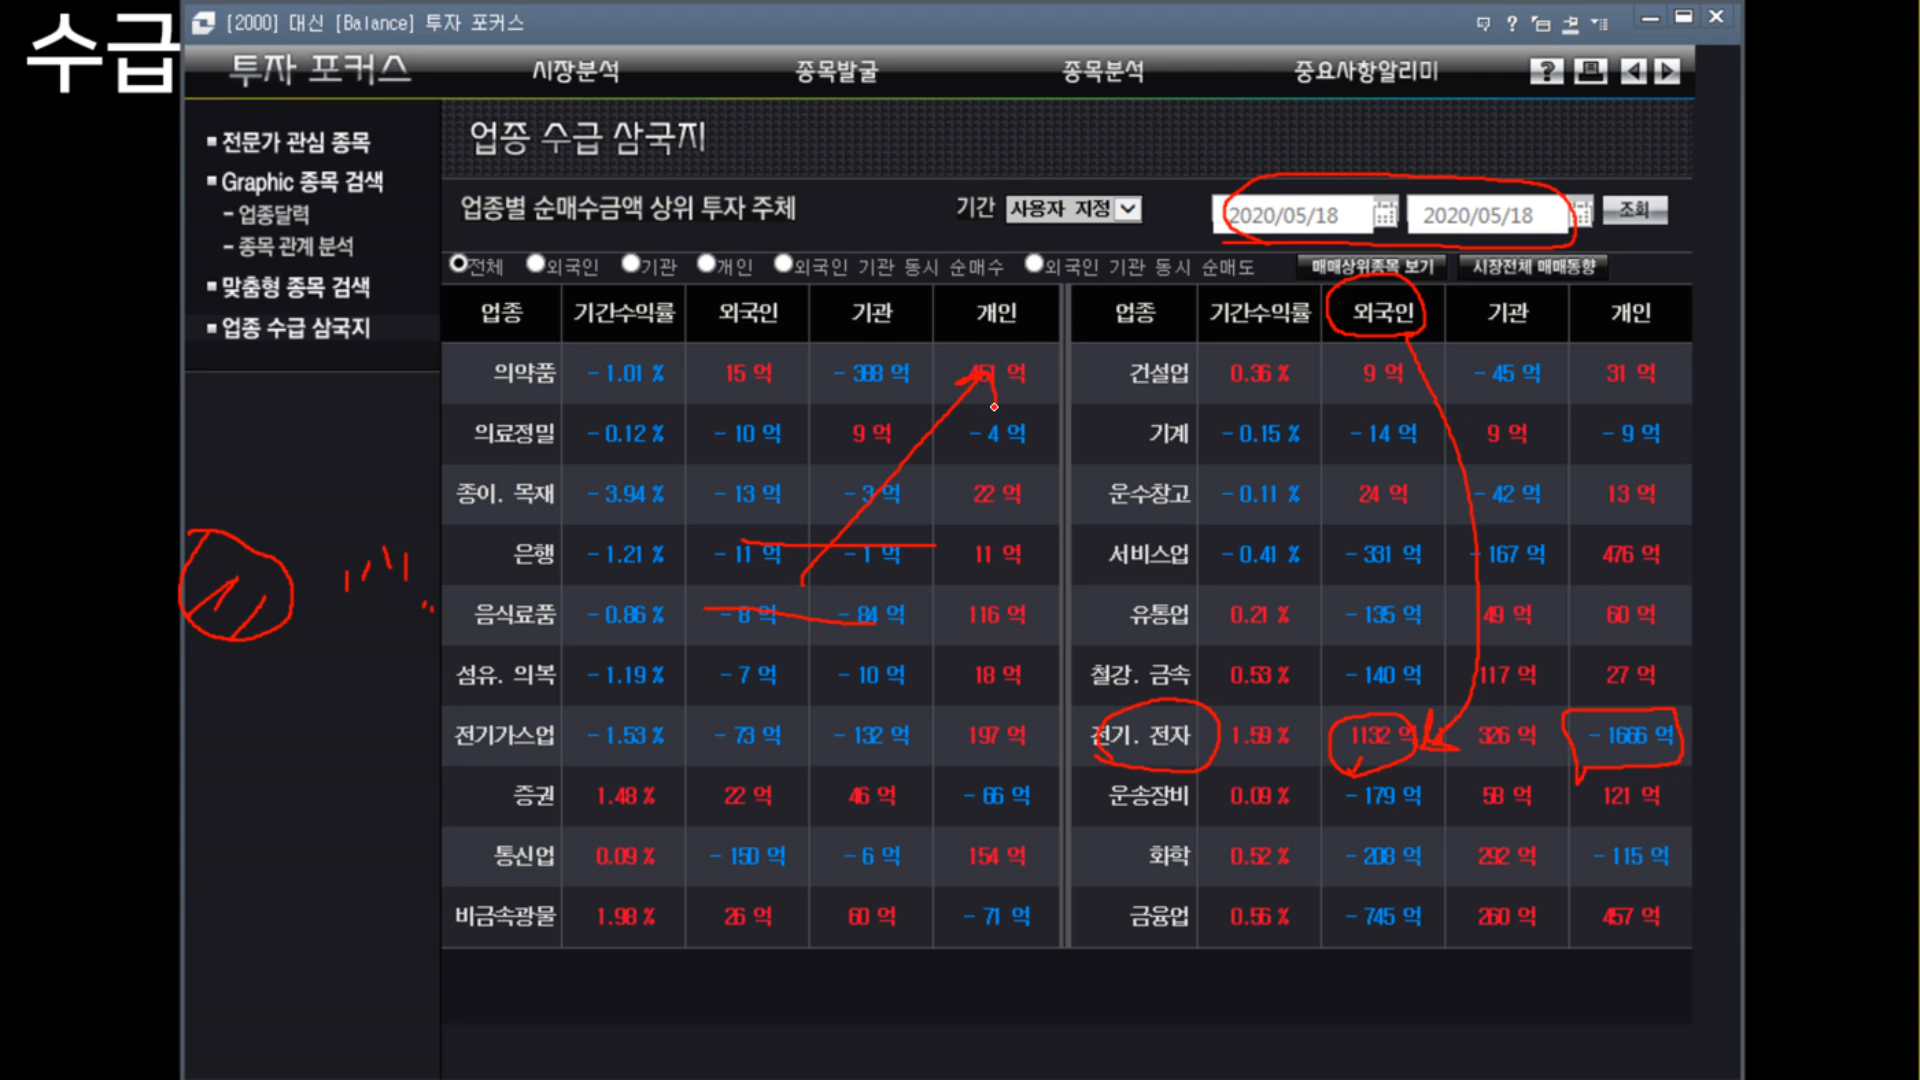 수급
[2000] 대신 [Balance] 투자 포커스
투자 포커스 시장분석 종목발굴 종목분석 중요사항알리미
전문가 관심 종목
Graphic 종목 검색
- 업종달력
- 종목 관계 분석
맞춤형 종목 검색
업종 수급 삼국지
업종 수급 삼국지
업종별 순매수금액 상위 투자 주체 기간 사용자 지정 2020/05/18 2020/05/18 조회
전체 외국인 기관 개인 외국인 기관 동시 순매수 외국인 기관 동시 순매도 매매상위종목 보기 시장전체 매매동향
업종 기간수익률 외국인 기관 개인 업종 기간수익률 외국인 기관 개인
의약품 - 1.01 % 15 억 - 388 억 451 억 건설업 0.36 % 9 억 - 45 억 31 억
의료정밀 - 0.12 % - 10 억 9 억 - 4 억 기계 - 0.15 % - 14 억 9 억 - 9 억
종이. 목재 - 3.94 % - 13 억 - 3 억 22 억 운수창고 - 0.11 % 24 억 - 42 억 13 억
은행 - 1.21 % - 11 억 - 1 억 11 억 서비스업 - 0.41 % - 331 억 - 167 억 476 억
음식료품 - 0.86 % - 8 억 - 84 억 116 억 유통업 0.21 % - 135 억 49 억 60 억
섬유. 의복 - 1.19 % - 7 억 - 10 억 18 억 철강. 금속 0.53 % - 140 억 117 억 27 억
전기가스업 - 1.53 % - 73 억 - 132 억 197 억 전기. 전자 1.59 % 1132 억 326 억 - 1666 억
증권 1.48 % 22 억 46 억 - 66 억 운송장비 0.09 % - 179 억 58 억 121 억
통신업 0.09 % - 150 억 - 6 억 154 억 화학 0.52 % - 208 억 292 억 - 115 억
비금속광물 1.98 % 26 억 60 억 - 71 억 금융업 0.56 % - 745 억 260 억 457 억